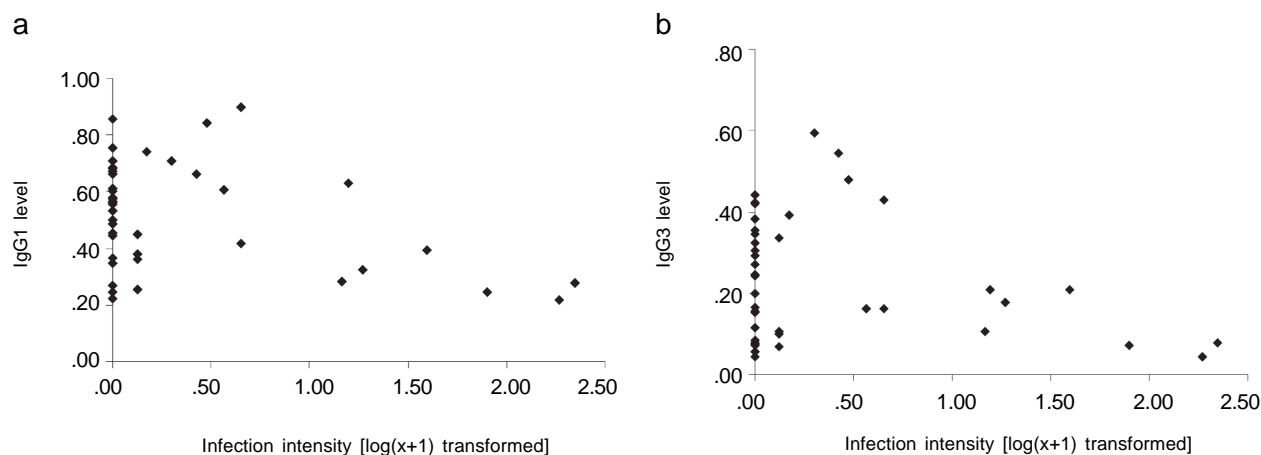 a
1.00
.80
.60
.40
.20
.00
.00 .50 1.00 1.50 2.00 2.50
IgG1 level
Infection intensity [log(x+1) transformed]
b
.80
.60
.40
.20
.00
.00 .50 1.00 1.50 2.00 2.50
IgG3 level
Infection intensity [log(x+1) transformed]